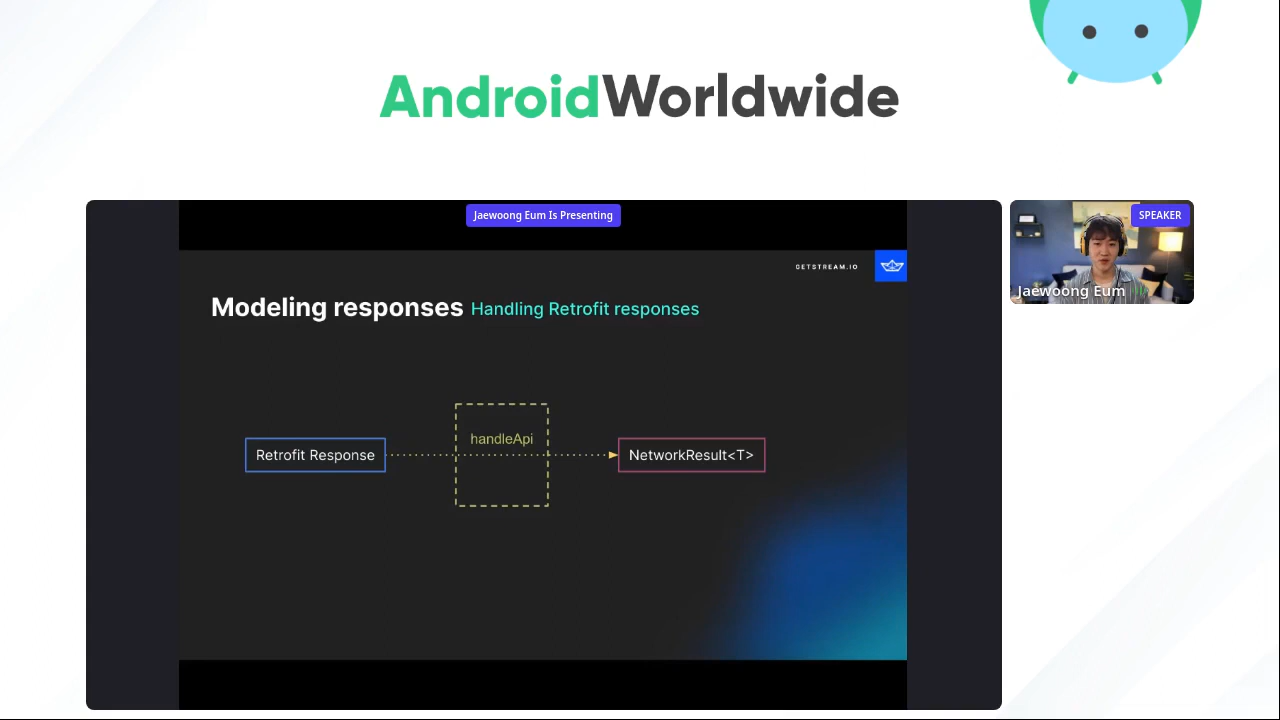 AndroidWorldwide
Jaewoong Eum Is Presenting
SPEAKER
Jaewoong Eum
GETSTREAM.IO
Modeling responses Handling Retrofit responses
handleApi
Retrofit Response
NetworkResult<T>